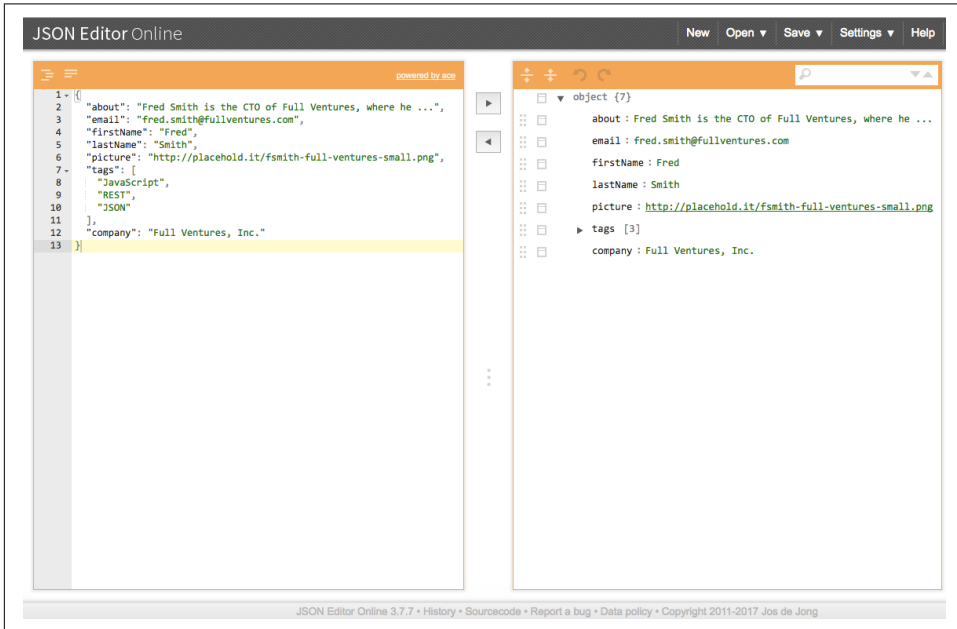 JSON Editor Online
New Open ▼ Save ▼ Settings ▼ Help
powered by ace
1 {
2 "about": "Fred Smith is the CTO of Full Ventures, where he ...",
3 "email": "fred.smith@fullventures.com",
4 "firstName": "Fred",
5 "lastName": "Smith",
6 "picture": "http://placehold.it/fsmith-full-ventures-small.png",
7 "tags": [
8 "JavaScript",
9 "REST",
10 "JSON"
11 ],
12 "company": "Full Ventures, Inc."
13 }
object {7}
about : Fred Smith is the CTO of Full Ventures, where he ...
email : fred.smith@fullventures.com
firstName : Fred
lastName : Smith
picture : http://placehold.it/fsmith-full-ventures-small.png
tags [3]
company : Full Ventures, Inc.
JSON Editor Online 3.7.7 • History • Sourcecode • Report a bug • Data policy • Copyright 2011-2017 Jos de Jong